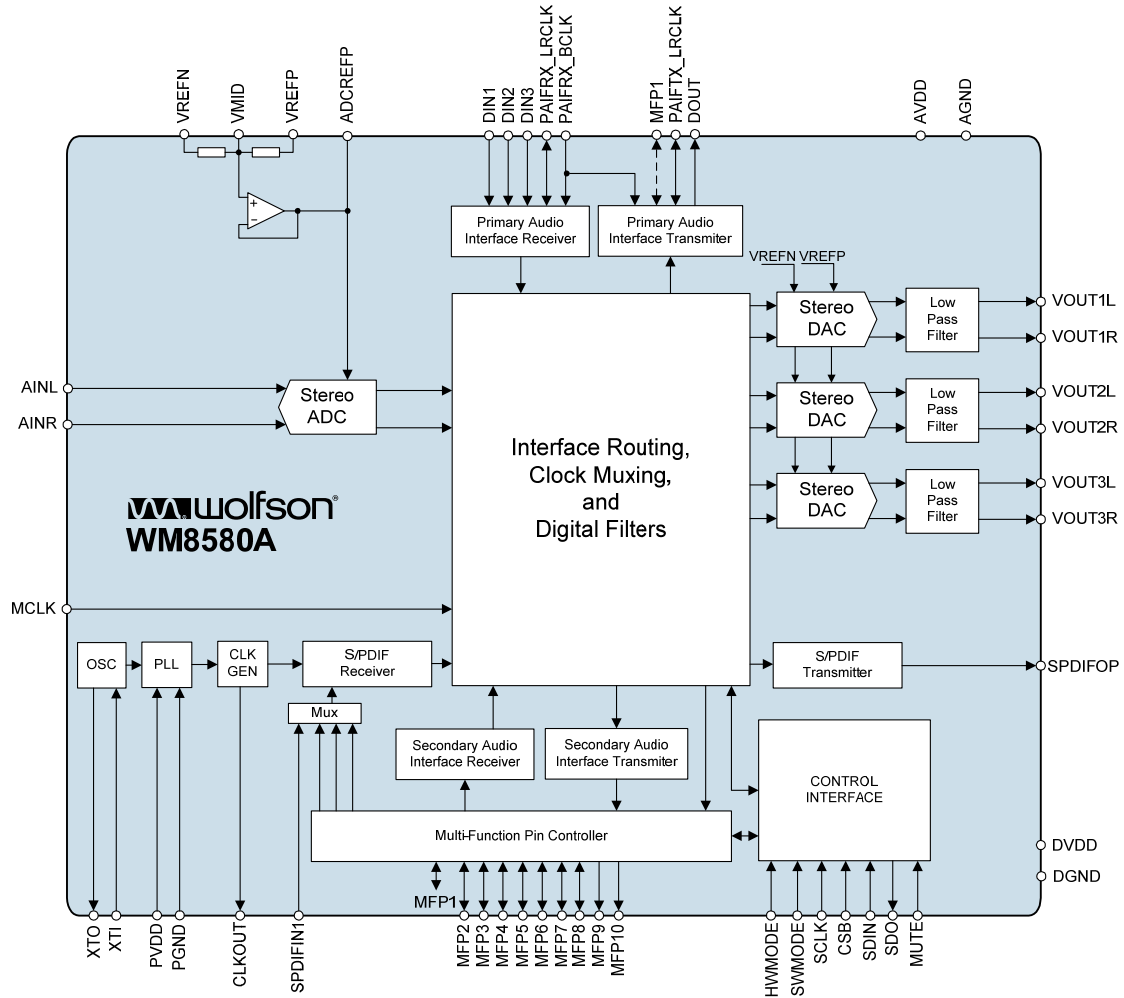 VREFN
VMID
VREFP
ADCREFP
DIN1
DIN2
DIN3
PAIFRX_LRCLK
PAIFRX_BCLK
MFP1
PAIFTX_LRCLK
DOUT
AVDD
AGND
+
−
Primary Audio
Interface Receiver
Primary Audio
Interface Transmiter
VREFN VREFP
Stereo
DAC
Low
Pass
Filter
VOUT1L
VOUT1R
AINL
AINR
Stereo
ADC
Stereo
DAC
Low
Pass
Filter
VOUT2L
VOUT2R
Interface Routing,
Clock Muxing,
and
Digital Filters
Stereo
DAC
Low
Pass
Filter
VOUT3L
VOUT3R
wolfson®
WM8580A
MCLK
OSC
PLL
CLK
GEN
S/PDIF
Receiver
S/PDIF
Transmitter
SPDIFOP
Mux
Secondary Audio
Interface Receiver
Secondary Audio
Interface Transmiter
CONTROL
INTERFACE
Multi-Function Pin Controller
DVDD
DGND
MFP1
XTO
XTI
PVDD
PGND
CLKOUT
SPDIFIN1
MFP2
MFP3
MFP4
MFP5
MFP6
MFP7
MFP8
MFP9
MFP10
HWMODE
SWMODE
SCLK
CSB
SDIN
SDO
MUTE